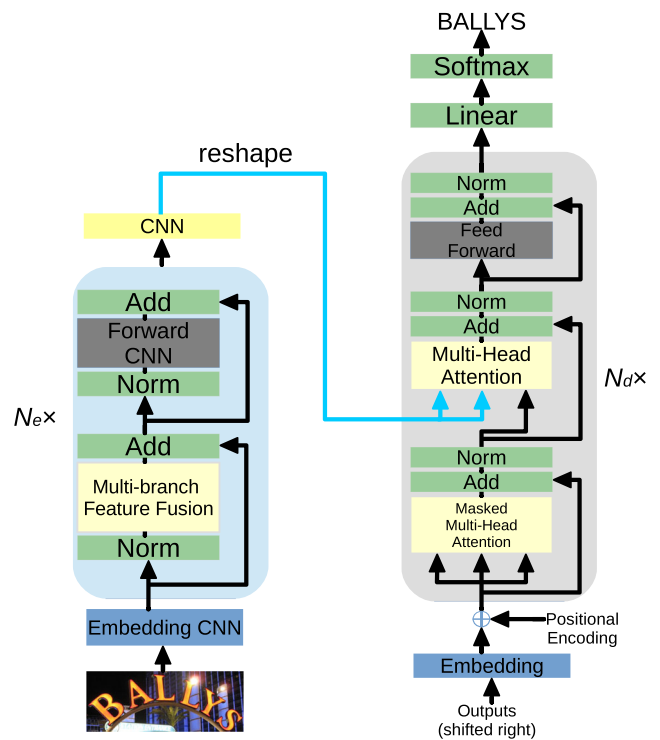 BALLYS
Softmax
Linear
Norm
Add
Feed
Forward
Norm
Add
Multi-Head
Attention
Nd×
Norm
Add
Masked
Multi-Head
Attention
Positional
Encoding
Embedding
Outputs
(shifted right)
reshape
CNN
Add
Forward
CNN
Norm
Ne×
Add
Multi-branch
Feature Fusion
Norm
Embedding CNN
BALLYS